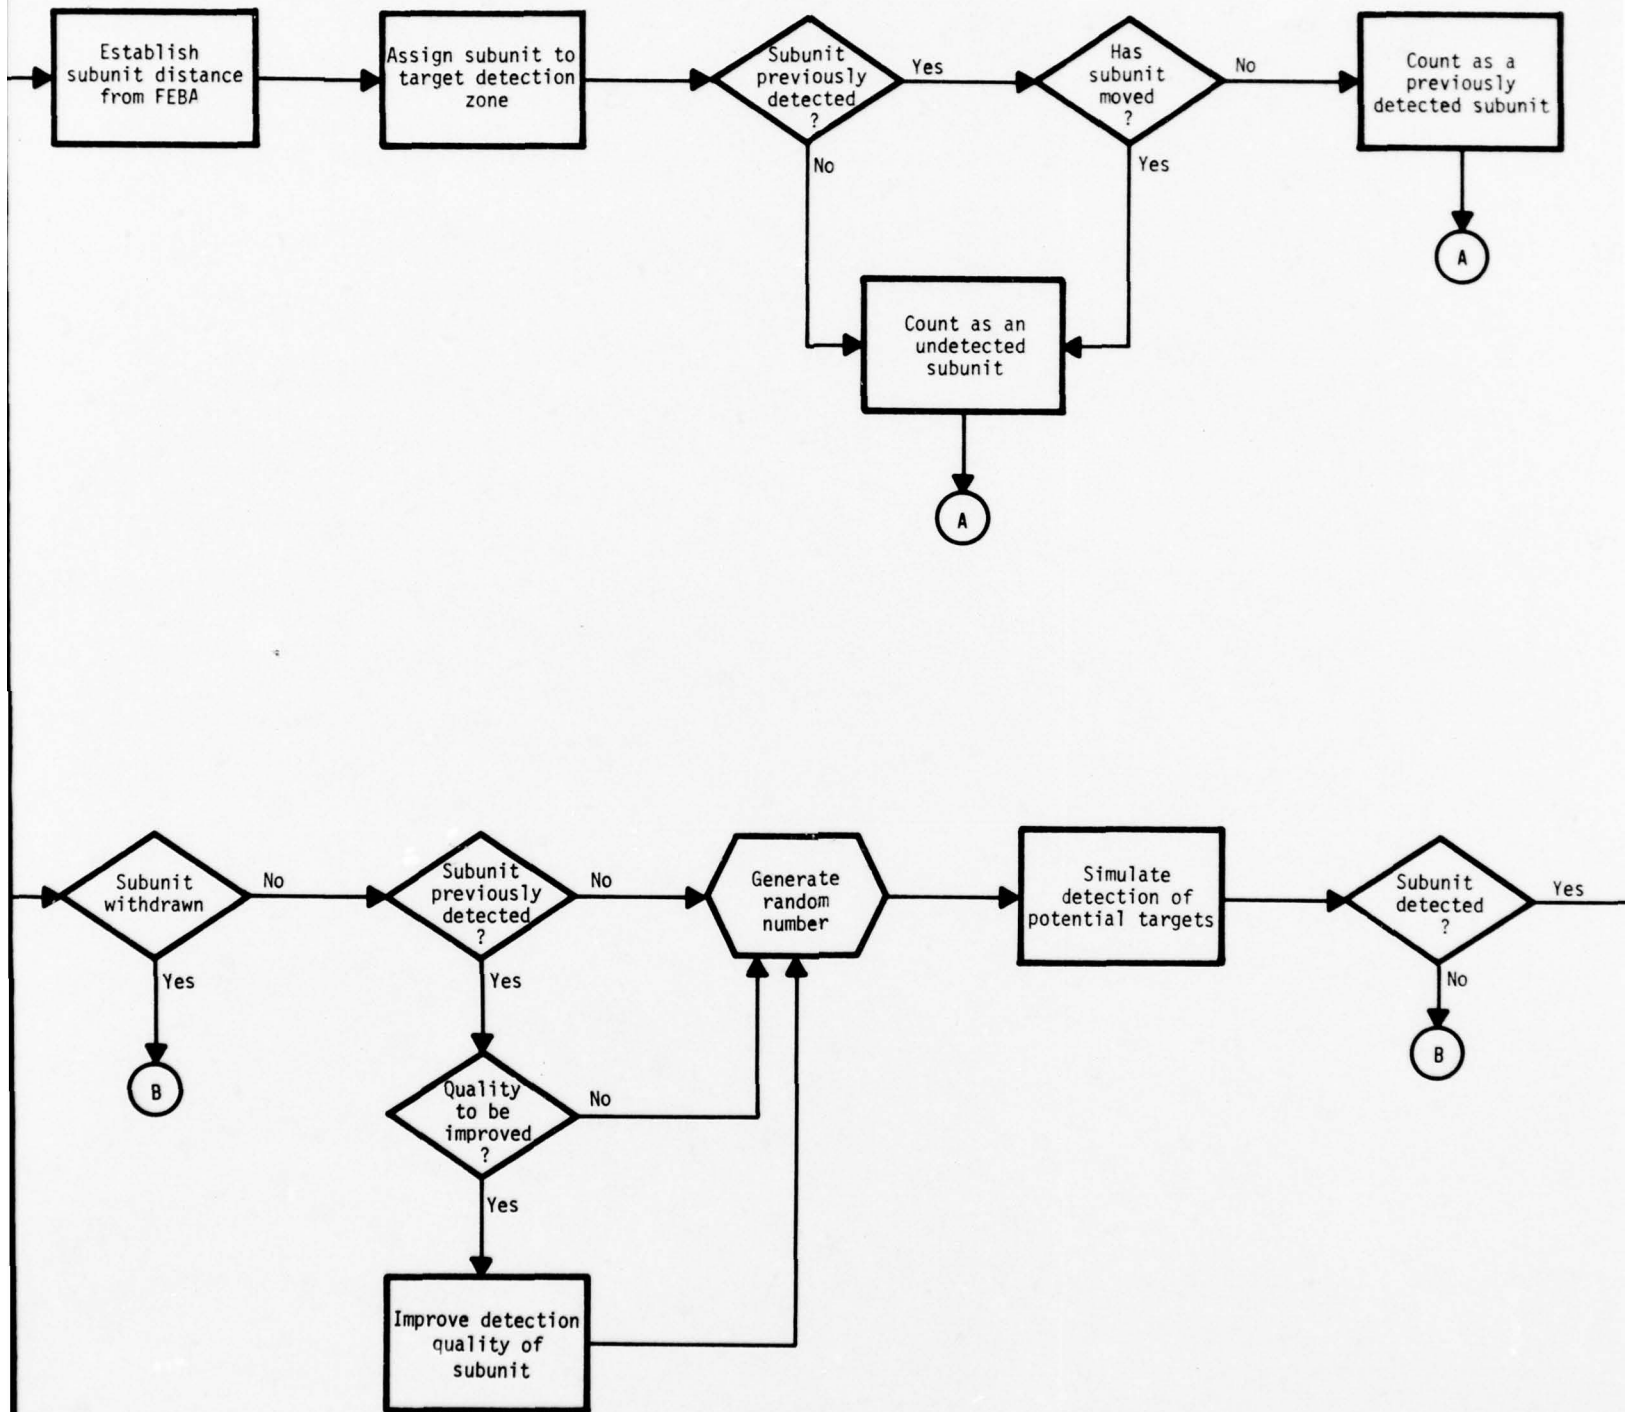 Establish
subunit distance
from FEBA
Assign subunit to
target detection
zone
Subunit
previously
detected
?
Yes
No
Has
subunit
moved
?
No
Yes
Count as a
previously
detected subunit
A
Count as an
undetected
subunit
A
Subunit
withdrawn
No
Yes
B
Subunit
previously
detected
?
No
Yes
Quality
to be
improved
?
No
Yes
Improve detection
quality of
subunit
Generate
random
number
Simulate
detection of
potential targets
Subunit
detected
?
Yes
No
B